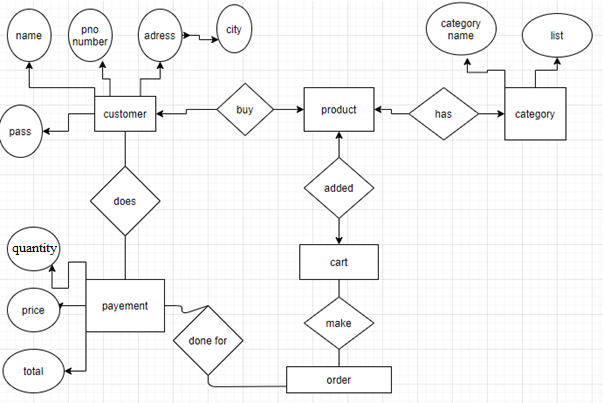 name
pno
number
adress
city
category
name
list
customer
buy
product
has
category
pass
does
added
quantity
cart
price
payement
make
done for
total
order